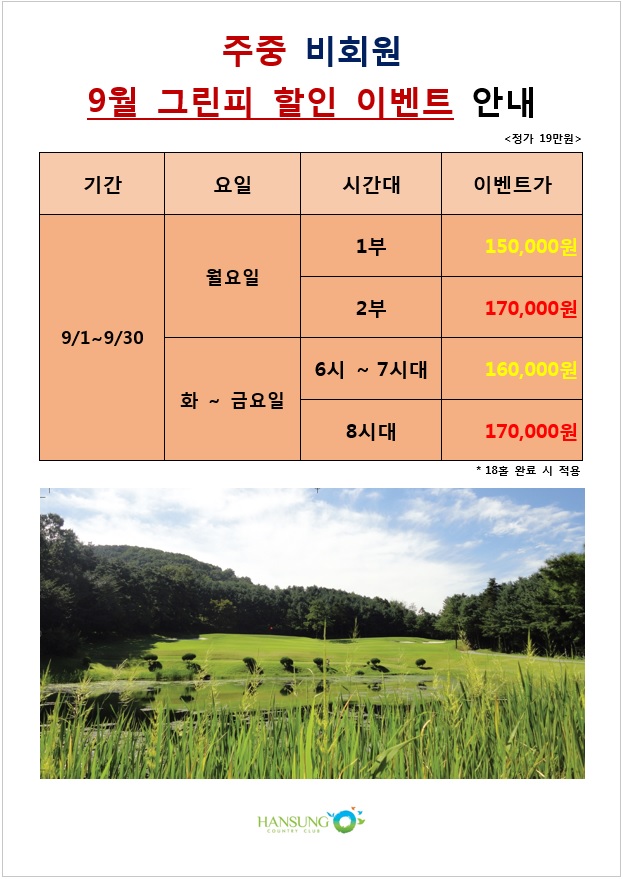 주중 비회원
9월 그린피 할인 이벤트 안내
<정가 19만원>
기간 요일 시간대 이벤트가
9/1~9/30 월요일 1부 150,000원
2부 170,000원
화 ~ 금요일 6시 ~ 7시대 160,000원
8시대 170,000원
* 18홀 완료 시 적용
HANSUNG
COUNTRY CLUB